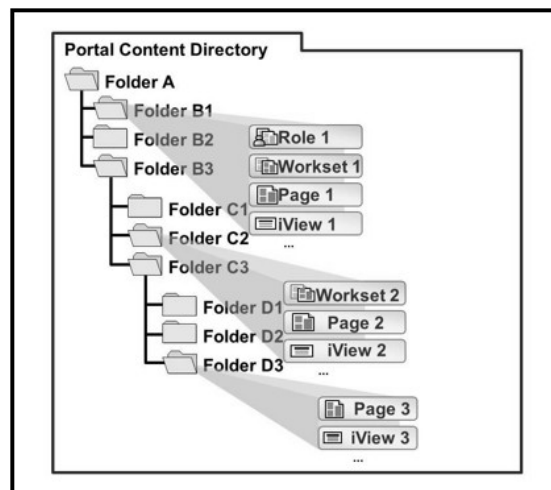 Portal Content Directory
Folder A
Folder B1
Folder B2
Role 1
Folder B3
Workset 1
Page 1
Folder C1
iView 1
...
Folder C2
Folder C3
Workset 2
Folder D1
Page 2
Folder D2
iView 2
...
Folder D3
Page 3
iView 3
...